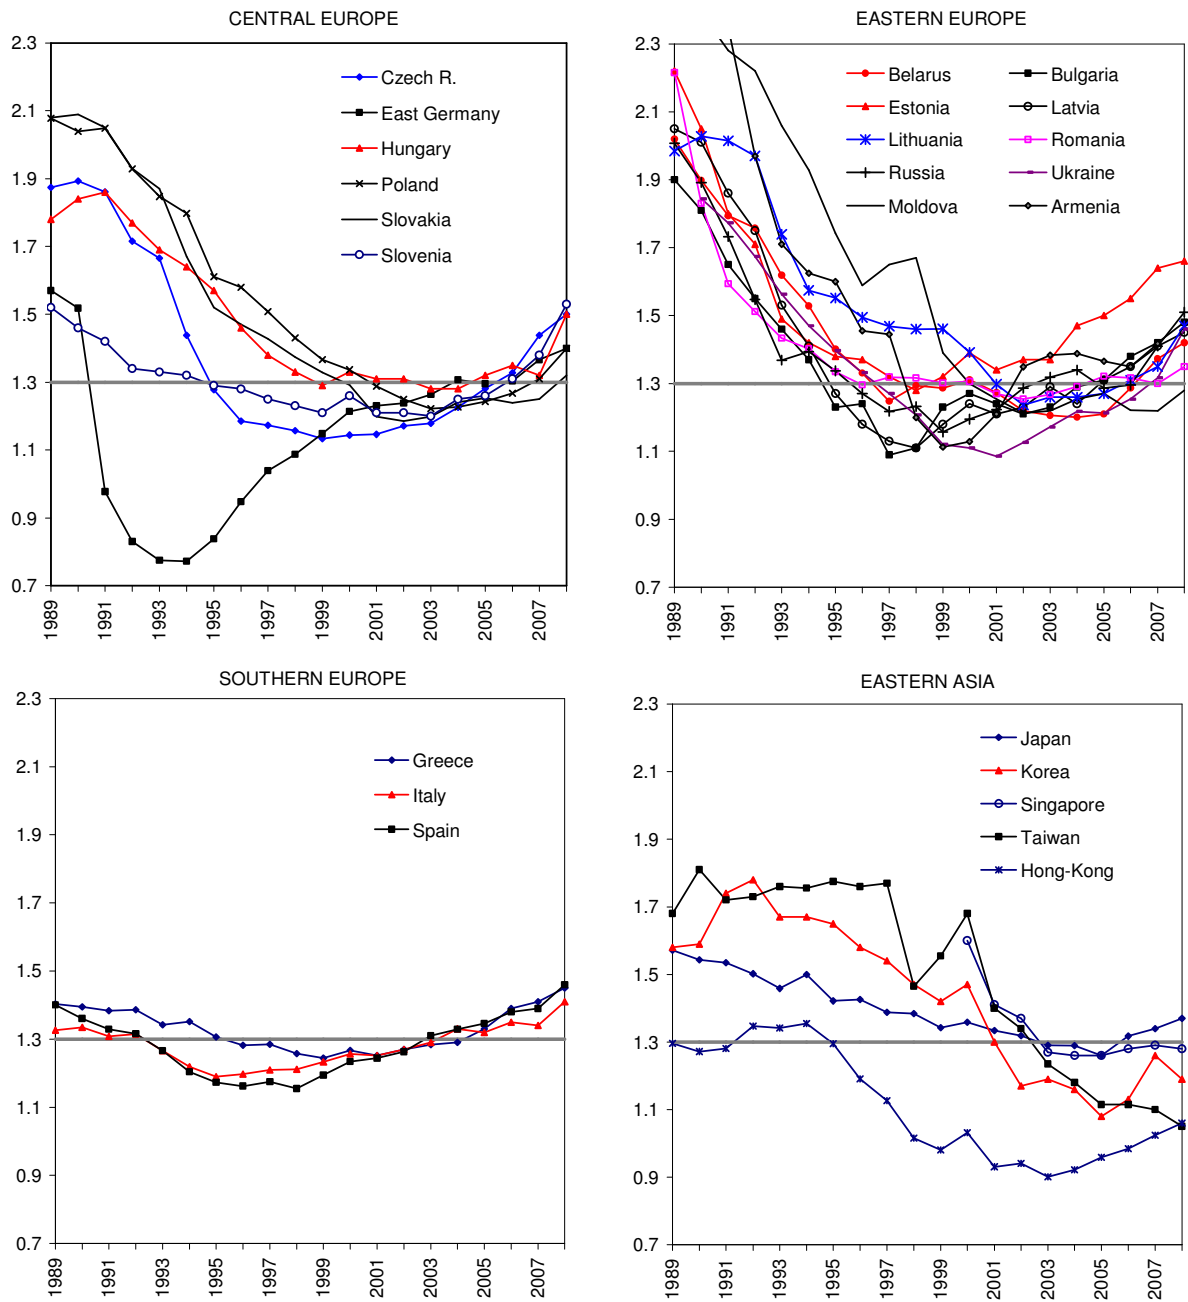 CENTRAL EUROPE
2.3
2.1
1.9
1.7
1.5
1.3
1.1
0.9
0.7
Czech R.
East Germany
Hungary
Poland
Slovakia
Slovenia
1989
1991
1993
1995
1997
1999
2001
2003
2005
2007
EASTERN EUROPE
2.3
2.1
1.9
1.7
1.5
1.3
1.1
0.9
0.7
Belarus
Bulgaria
Estonia
Latvia
Lithuania
Romania
Russia
Ukraine
Moldova
Armenia
1989
1991
1993
1995
1997
1999
2001
2003
2005
2007
SOUTHERN EUROPE
2.3
2.1
1.9
1.7
1.5
1.3
1.1
0.9
0.7
Greece
Italy
Spain
1989
1991
1993
1995
1997
1999
2001
2003
2005
2007
EASTERN ASIA
2.3
2.1
1.9
1.7
1.5
1.3
1.1
0.9
0.7
Japan
Korea
Singapore
Taiwan
Hong-Kong
1989
1991
1993
1995
1997
1999
2001
2003
2005
2007